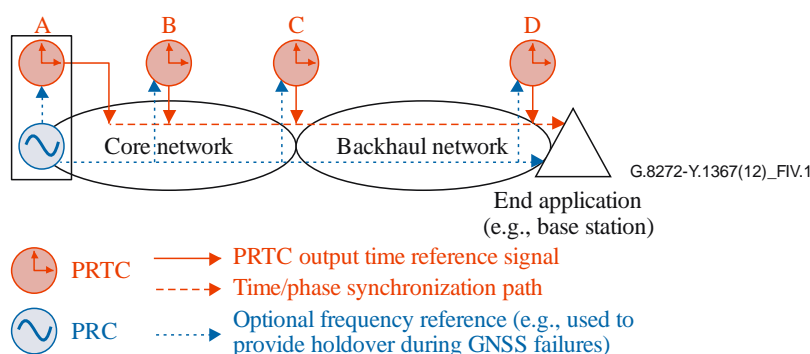 A
B
C
D
Core network
Backhaul network
G.8272-Y.1367(12)_FIV.1
End application
(e.g., base station)
PRTC
PRTC output time reference signal
Time/phase synchronization path
PRC
Optional frequency reference (e.g., used to
provide holdover during GNSS failures)